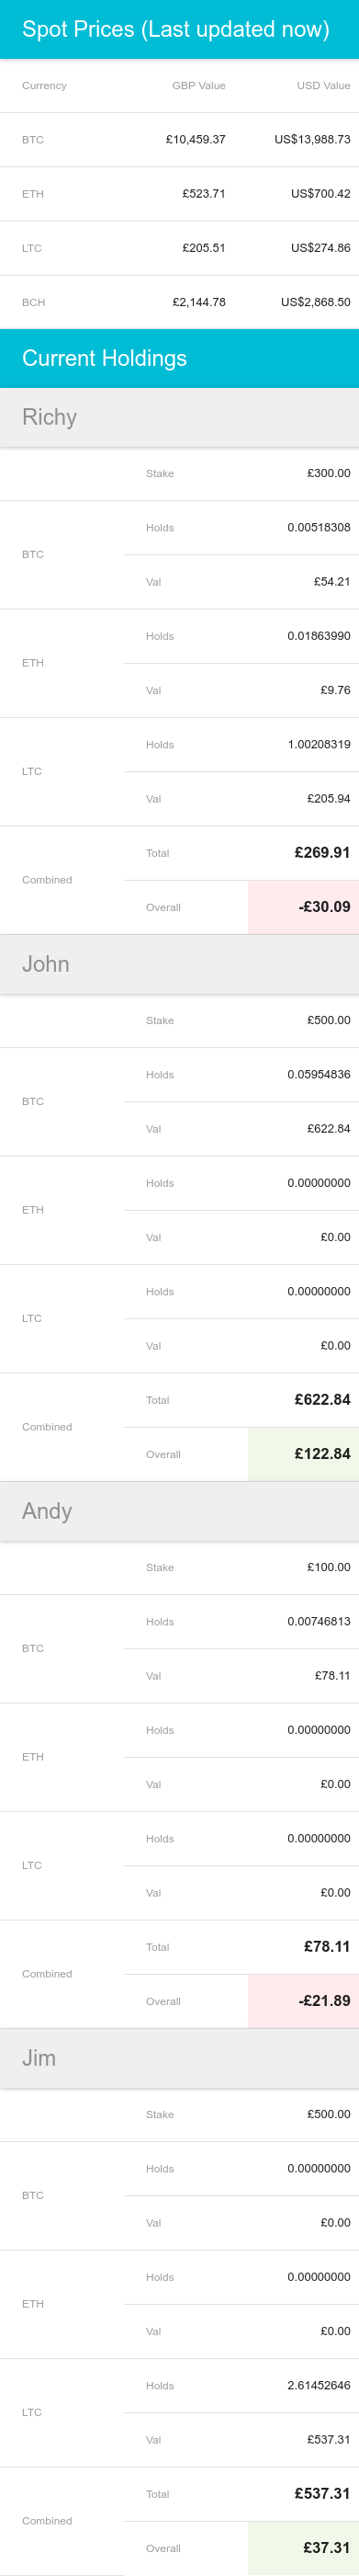 Spot Prices (Last updated now)
Currency GBP Value USD Value
BTC £10,459.37 US$13,988.73
ETH £523.71 US$700.42
LTC £205.51 US$274.86
BCH £2,144.78 US$2,868.50
Current Holdings
Richy
Stake £300.00
BTC
Holds 0.00518308
Val £54.21
ETH
Holds 0.01863990
Val £9.76
LTC
Holds 1.00208319
Val £205.94
Combined
Total £269.91
Overall -£30.09
John
Stake £500.00
BTC
Holds 0.05954836
Val £622.84
ETH
Holds 0.00000000
Val £0.00
LTC
Holds 0.00000000
Val £0.00
Combined
Total £622.84
Overall £122.84
Andy
Stake £100.00
BTC
Holds 0.00746813
Val £78.11
ETH
Holds 0.00000000
Val £0.00
LTC
Holds 0.00000000
Val £0.00
Combined
Total £78.11
Overall -£21.89
Jim
Stake £500.00
BTC
Holds 0.00000000
Val £0.00
ETH
Holds 0.00000000
Val £0.00
LTC
Holds 2.61452646
Val £537.31
Combined
Total £537.31
Overall £37.31